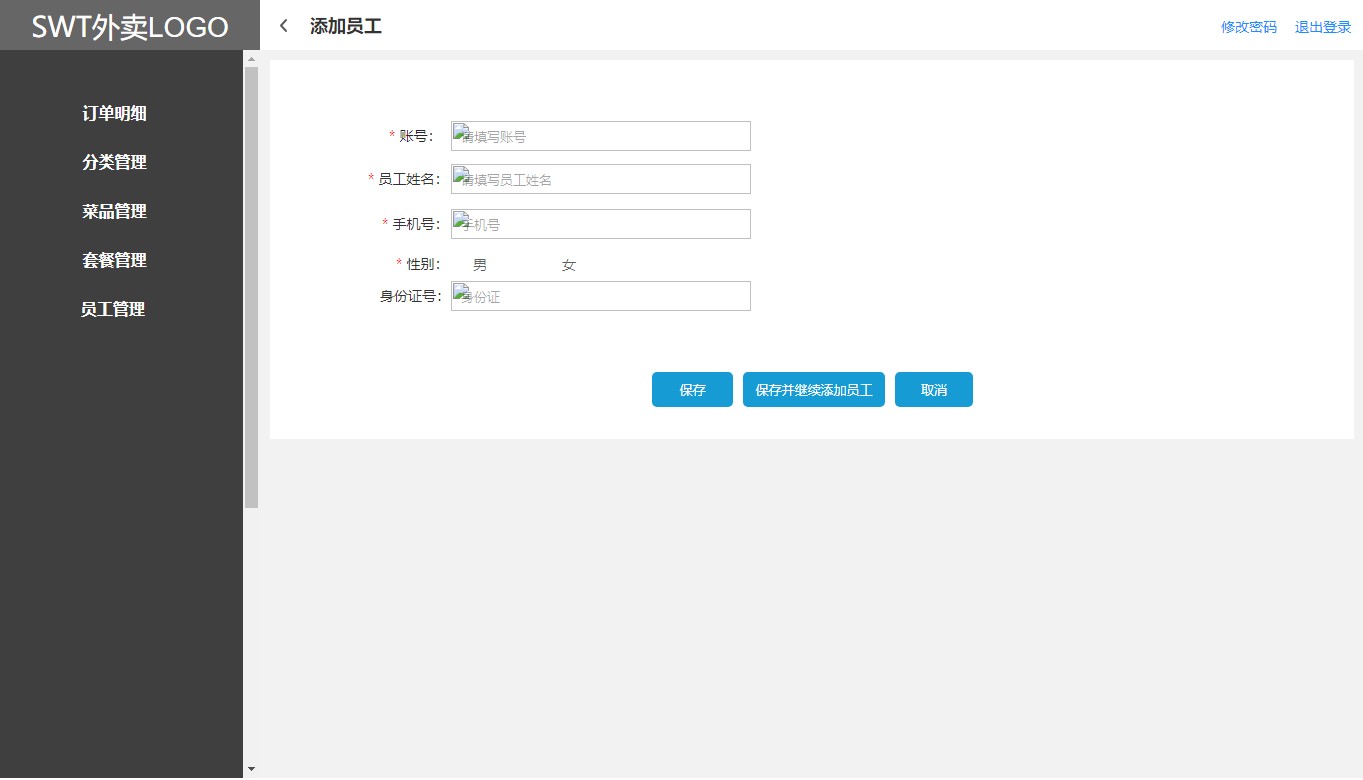 SWT外卖LOGO
添加员工
修改密码 退出登录
订单明细
分类管理
菜品管理
套餐管理
员工管理
* 账号： 请填写账号
* 员工姓名： 请填写员工姓名
* 手机号： 手机号
* 性别： 男 女
身份证号： 身份证
保存 保存并继续添加员工 取消